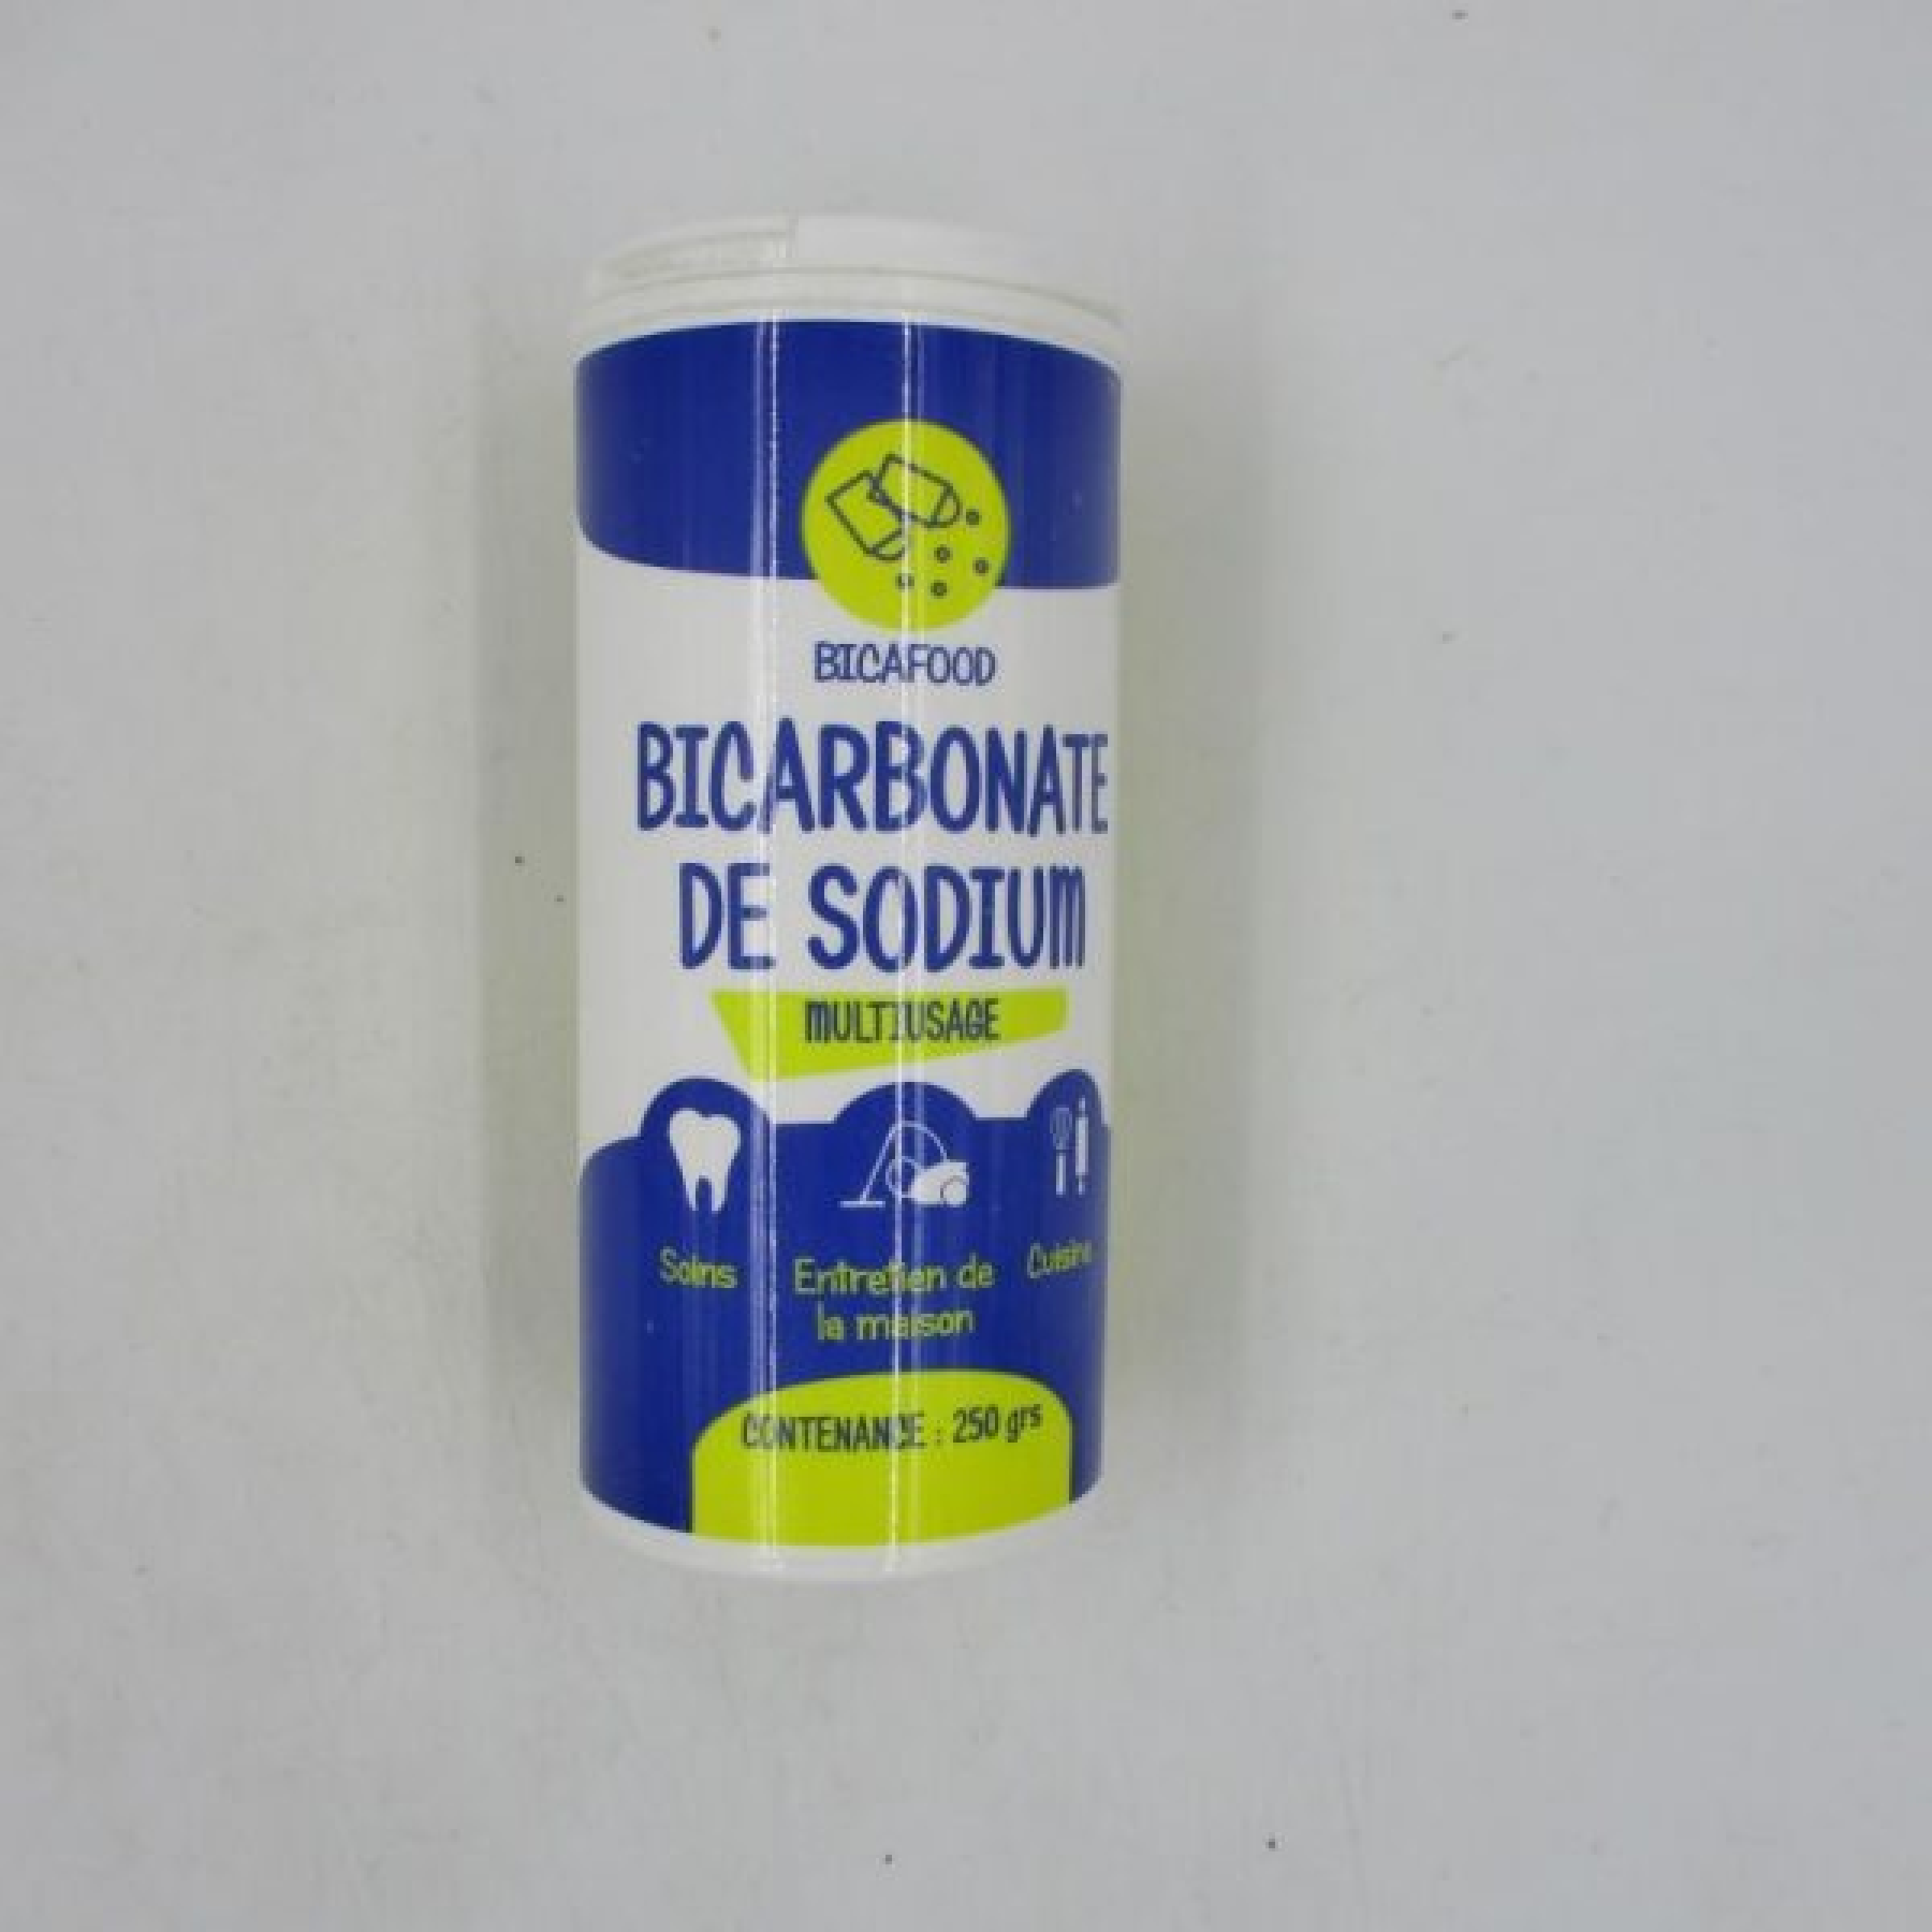 BICAFOOD
BICARBONATE
DE SODIUM
MULTIUSAGE
Soins
Entretien de
la maison
Cuisine
CONTENANCE : 250 grs